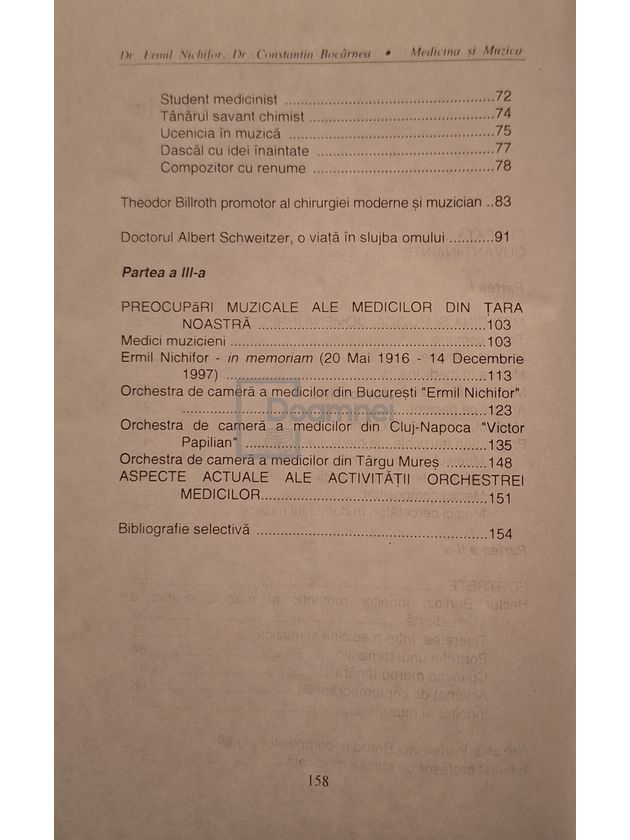 Dr. Ermil Nichifor, Dr. Constantin Bocârnea • Medicina si Muzica
Student medicinist ...72
Tânărul savant chimist ...74
Ucenicia în muzică ...75
Dascăl cu idei înaintate ...77
Compozitor cu renume ...78
Theodor Billroth promotor al chirurgiei moderne și muzician ..83
Doctorul Albert Schweitzer, o viată în slujba omului ...........91
Partea a III-a
PREOCUPăRI MUZICALE ALE MEDICILOR DIN ȚARA
NOASTRĂ ...103
Medici muzicieni ...103
Ermil Nichifor - in memoriam (20 Mai 1916 - 14 Decembrie
1997) ...113
Orchestra de cameră a medicilor din București "Ermil Nichifor"
...123
Orchestra de cameră a medicilor din Cluj-Napoca "Victor
Papilian" ...135
Orchestra de cameră a medicilor din Târgu Mureș ..........148
ASPECTE ACTUALE ALE ACTIVITĂTII ORCHESTREI
MEDICILOR...151
Bibliografie selectivă ...154
Doamnei
158